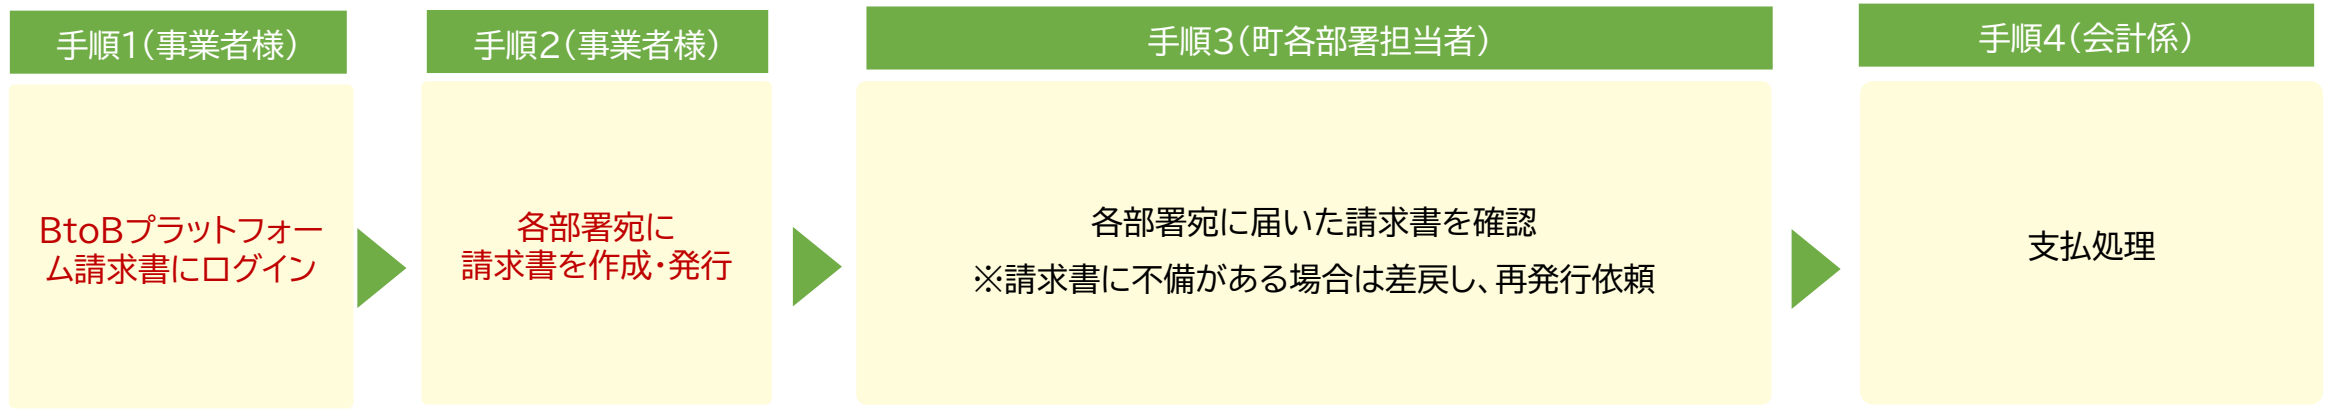 手順1(事業者様)
BtoBプラットフォー
ム請求書にログイン
手順2(事業者様)
各部署宛に
請求書を作成・発行
手順3(町各部署担当者)
各部署宛に届いた請求書を確認
※請求書に不備がある場合は差戻し、再発行依頼
手順4(会計係)
支払処理